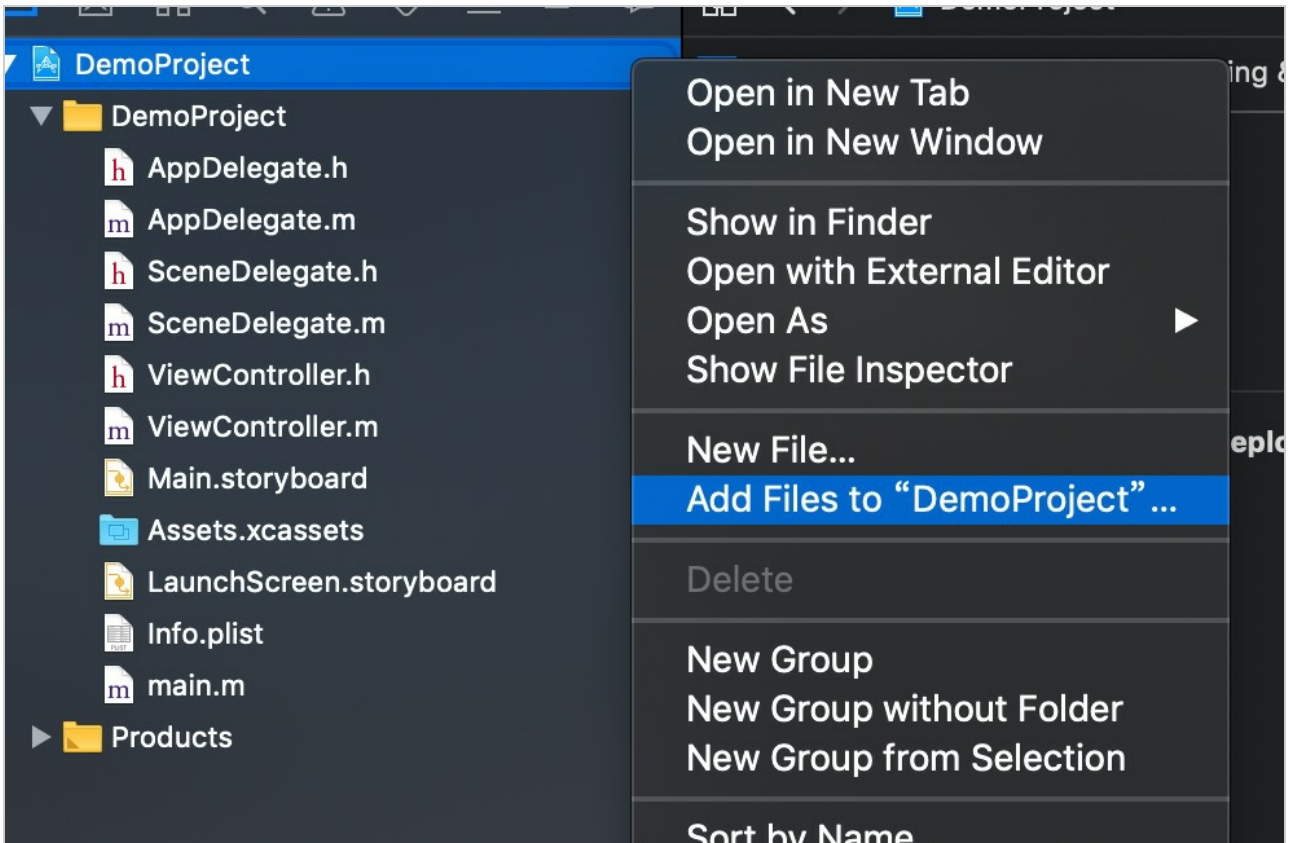 DemoProject
DemoProject
DemoProject
AppDelegate.h
AppDelegate.m
SceneDelegate.h
SceneDelegate.m
ViewController.h
ViewController.m
Main.storyboard
Assets.xcassets
LaunchScreen.storyboard
Info.plist
main.m
Products
Open in New Tab
Open in New Window
Show in Finder
Open with External Editor
Open As
Show File Inspector
New File...
Add Files to “DemoProject”...
Delete
New Group
New Group without Folder
New Group from Selection
Sort by Name